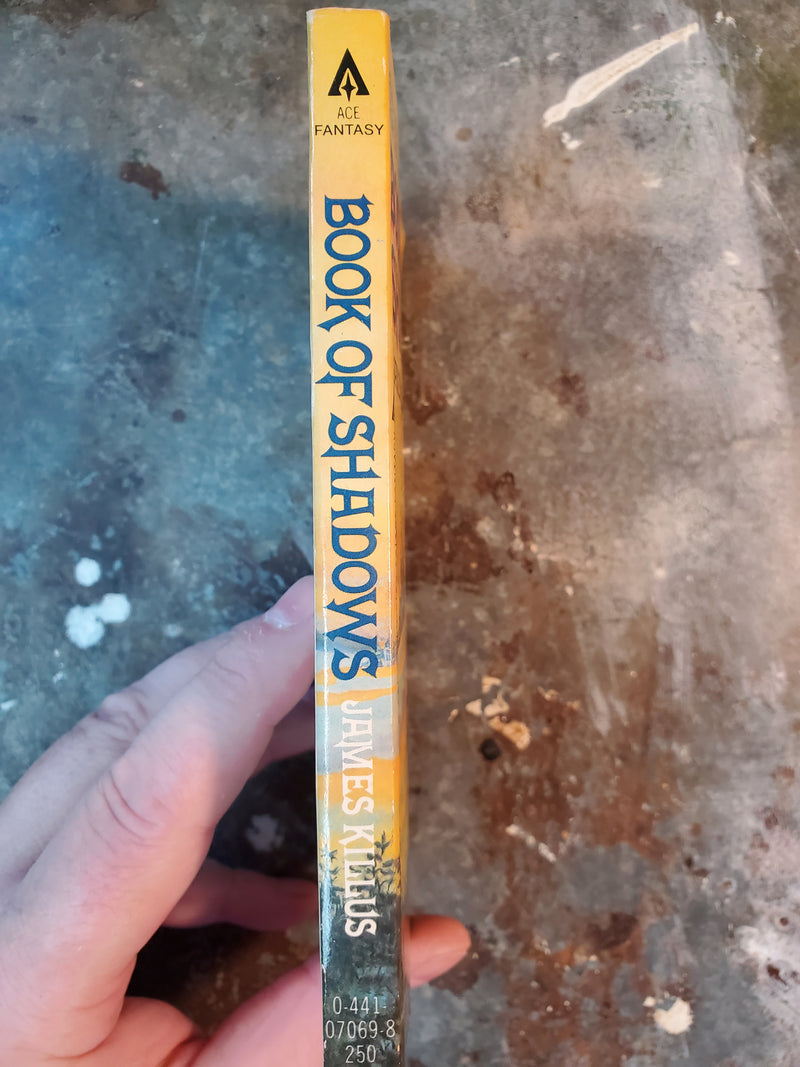 ACE
FANTASY
BOOK OF SHADOWS
JAMES KILLUS
0-441-
07069-8
250